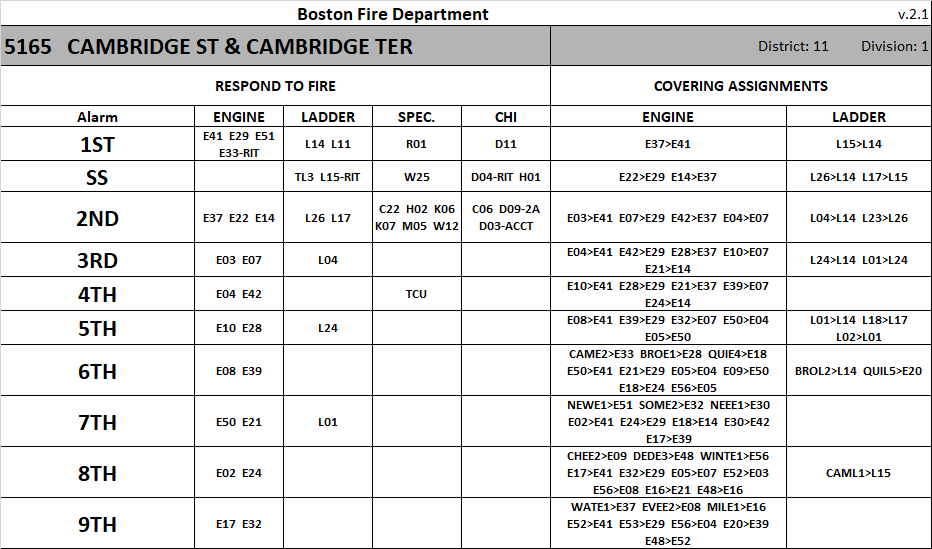 Boston Fire Department v.2.1
5165 CAMBRIDGE ST & CAMBRIDGE TER District: 11 Division: 1
RESPOND TO FIRE COVERING ASSIGNMENTS
Alarm ENGINE LADDER SPEC. CHI ENGINE LADDER
1ST E41 E29 E51 L14 L11 R01 D11 E37>E41 L15>L14
E33-RIT
SS TL3 L15-RIT W25 D04-RIT H01 E22>E29 E14>E37 L26>L14 L17>L15
2ND E37 E22 E14 L26 L17 C22 H02 K06 C06 D09-2A E03>E41 E07>E29 E42>E37 E04>E07 L04>L14 L23>L26
K07 M05 W12 D03-ACCT
3RD E03 E07 L04 E04>E41 E42>E29 E28>E37 E10>E07 L24>L14 L01>L24
E21>E14
4TH E04 E42 TCU E10>E41 E28>E29 E21>E37 E39>E07
E24>E14
5TH E10 E28 L24 E08>E41 E39>E29 E32>E07 E50>E04 L01>L14 L18>L17
E05>E50 L02>L01
6TH E08 E39 CAME2>E33 BROE1>E28 QUIE4>E18
E50>E41 E21>E29 E05>E04 E09>E50 BROL2>L14 QUIL5>E20
E18>E24 E56>E05
7TH E50 E21 L01 NEWE1>E51 SOME2>E32 NEEE1>E30
E02>E41 E24>E29 E18>E14 E30>E42
E17>E39
8TH E02 E24 CHEE2>E09 DEDE3>E48 WINTE1>E56
E17>E41 E32>E29 E05>E07 E52>E03 CAML1>L15
E56>E08 E16>E21 E48>E16
9TH E17 E32 WATE1>E37 EVEE2>E08 MILE1>E16
E52>E41 E53>E29 E56>E04 E20>E39
E48>E52